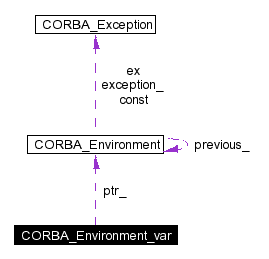 CORBA_Exception
ex
exception_
const
CORBA_Environment
previous_
ptr_
CORBA_Environment_var